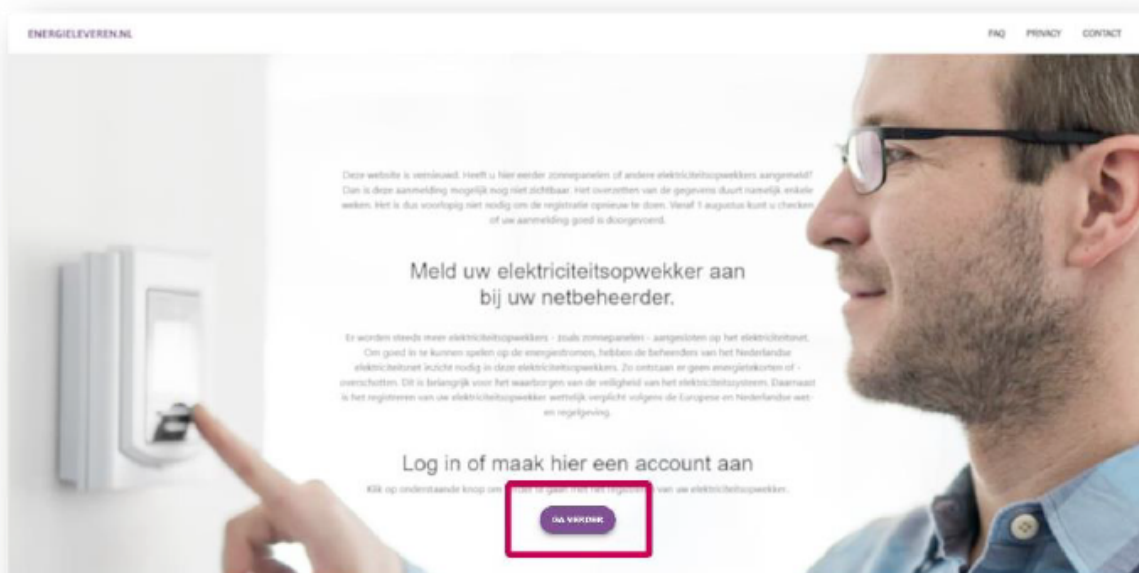 ENERGIELEVEREN.NL
FAQ PRIVACY CONTACT
Deze website is vernieuwd. Heeft u hier eerder zonnepanelen of andere elektriciteitsopwekkers aangemeld?
Dan is deze aanmelding mogelijk nog niet zichtbaar. Het overzetten van de gegevens duurt namelijk enkele
weken. Het is dus voorlopig niet nodig om de registratie opnieuw te doen. Vanaf 1 augustus kunt u checken
of uw aanmelding goed is doorgevoerd.
Meld uw elektriciteitsopwekker aan
bij uw netbeheerder.
Er worden steeds meer elektriciteitsopwekkers - zoals zonnepanelen - aangesloten op het elektriciteitsnet.
Om goed in te kunnen spelen op de energiestromen, hebben de beheerders van het Nederlandse
elektriciteitsnet inzicht nodig in deze elektriciteitsopwekkers. Zo ontstaan er geen energietekorten of -
overschotten. Dit is belangrijk voor het waarborgen van de veiligheid van het elektriciteitssysteem. Daarnaast
is het registreren van uw elektriciteitsopwekker wettelijk verplicht volgens de Europese en Nederlandse wet-
en regelgeving.
Log in of maak hier een account aan
Klik op onderstaande knop om verder te gaan met het registreren van uw elektriciteitsopwekker.
GA VERDER